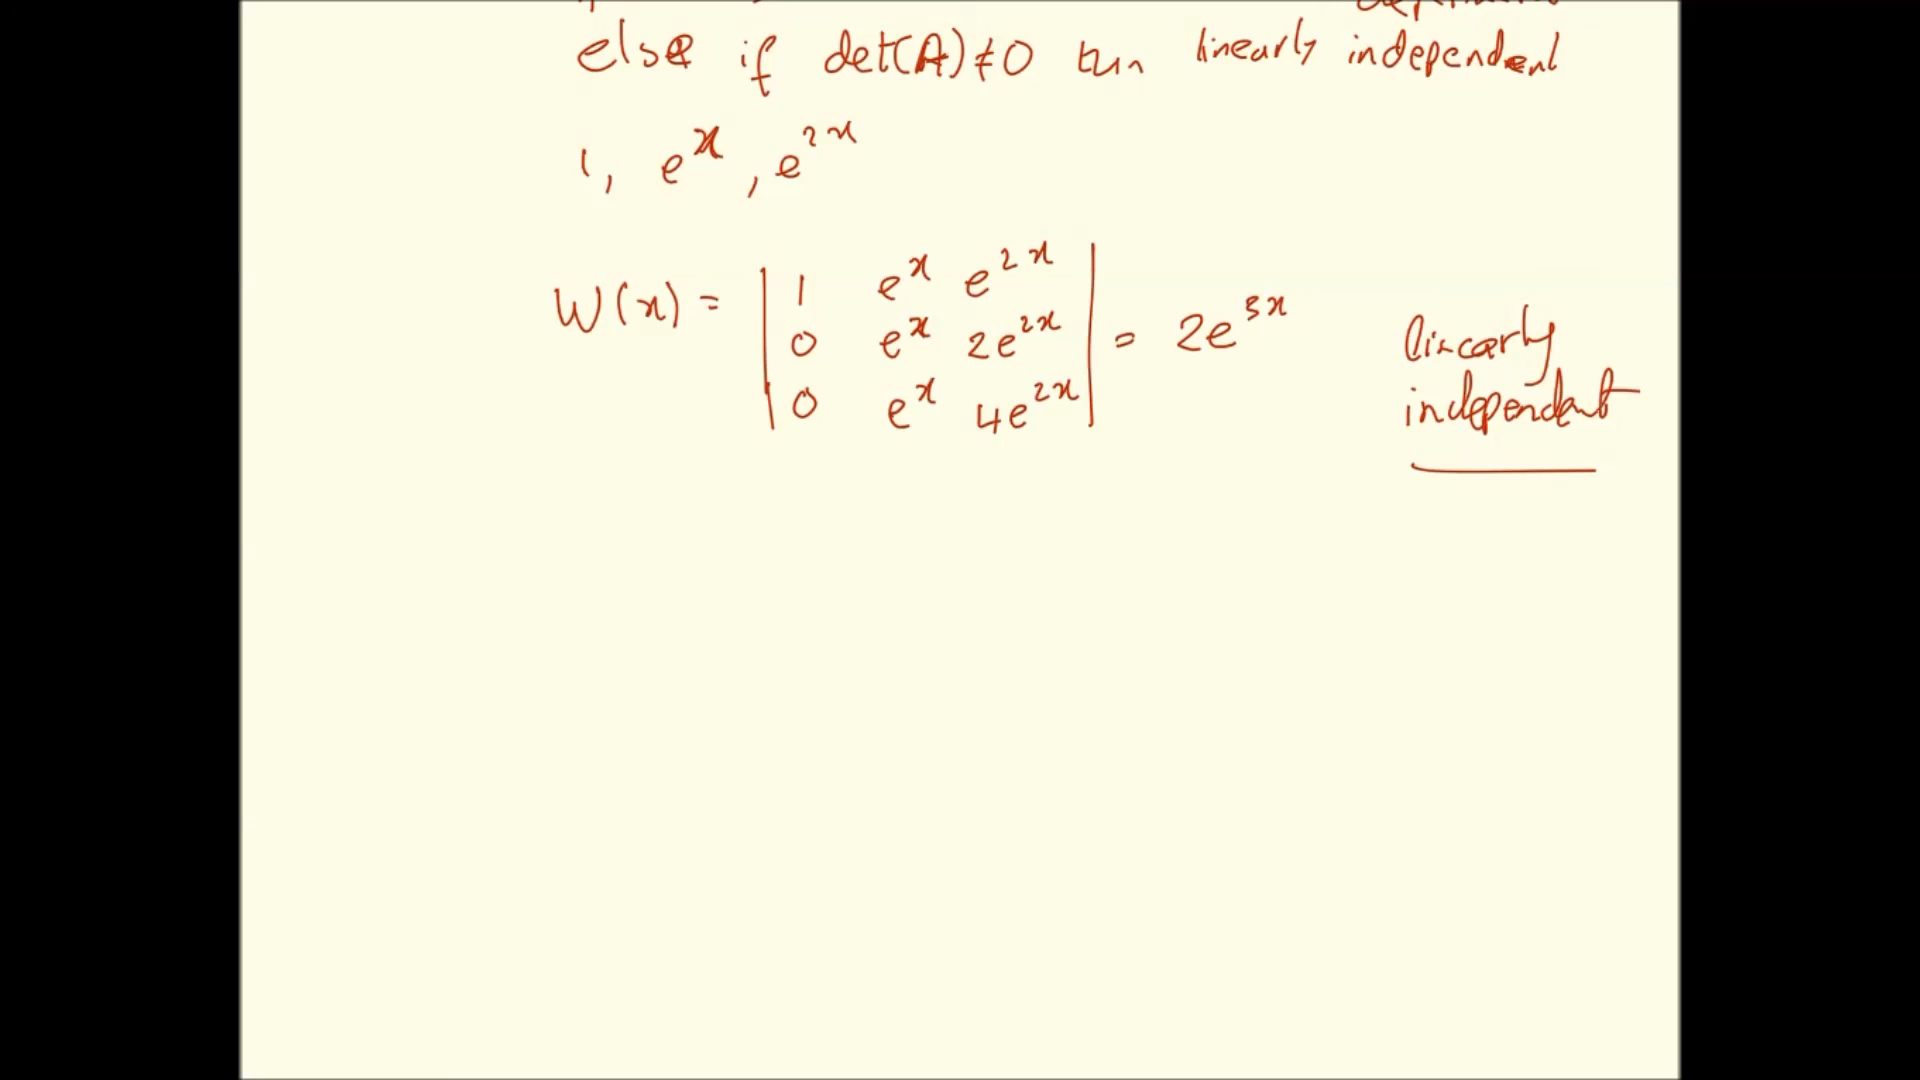 else if det(A)≠0 then linearly independent
1, e^x, e^2x
W(x) = | 1 e^x e^2x |
| 0 e^x 2e^2x | = 2e^3x
| 0 e^x 4e^2x |
linearly
independent